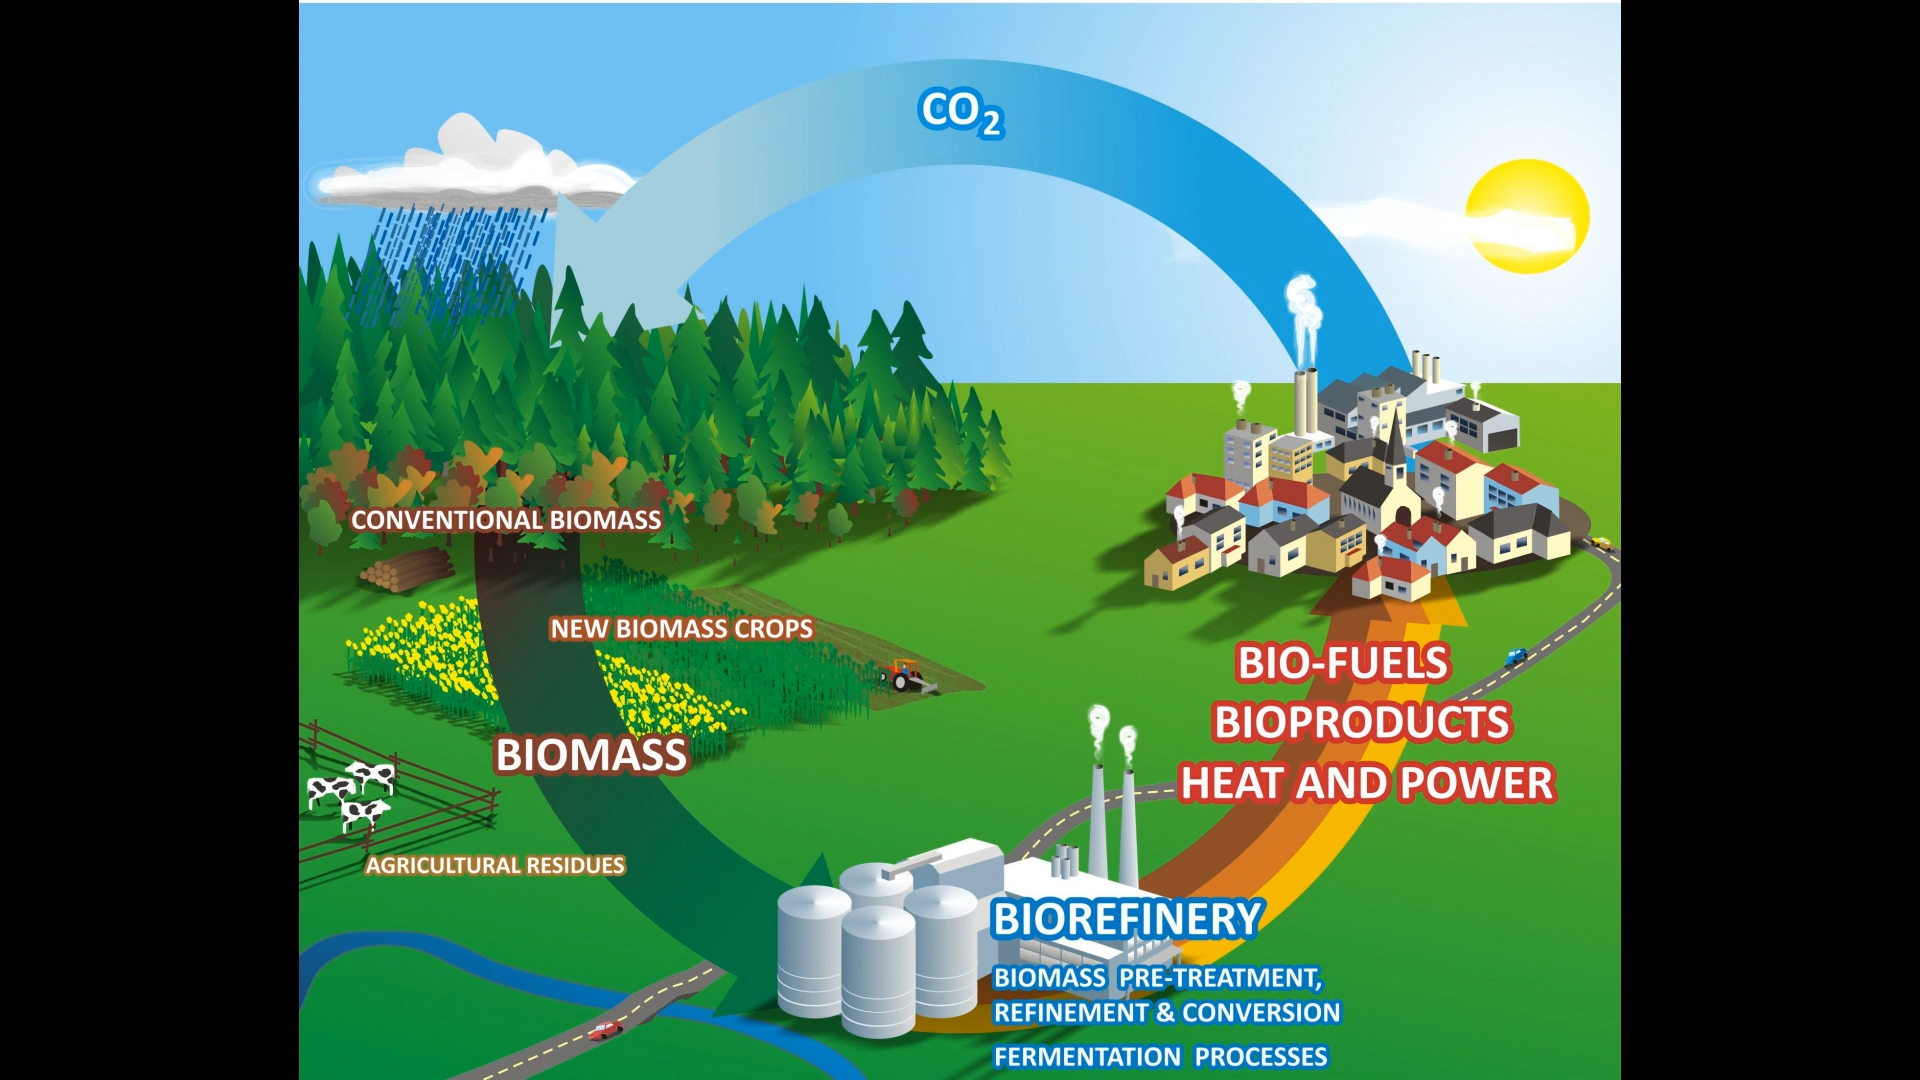 CO₂
CONVENTIONAL BIOMASS
NEW BIOMASS CROPS
BIOMASS
AGRICULTURAL RESIDUES
BIO-FUELS
BIOPRODUCTS
HEAT AND POWER
BIOREFINERY
BIOMASS PRE-TREATMENT,
REFINEMENT & CONVERSION
FERMENTATION PROCESSES